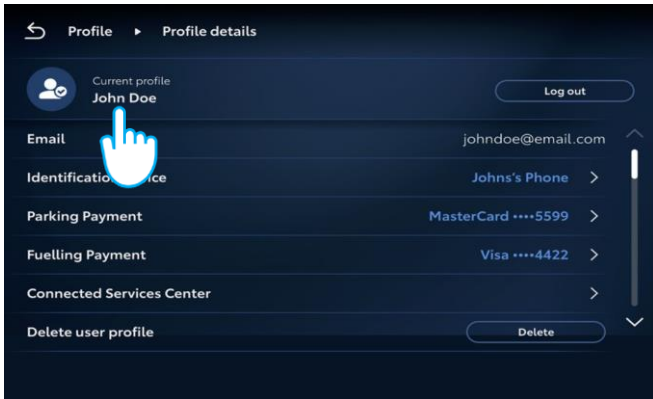 Profile ▸ Profile details
Current profile
John Doe
Log out
Email johndoe@email.com
Identification Johns's Phone
Parking Payment MasterCard ••••5599
Fuelling Payment Visa ••••4422
Connected Services Center
Delete user profile Delete